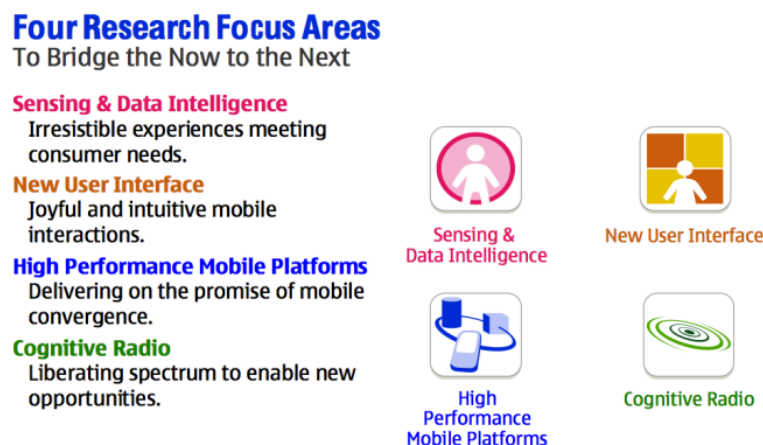 Four Research Focus Areas
To Bridge the Now to the Next
Sensing & Data Intelligence
Irresistible experiences meeting
consumer needs.
New User Interface
Joyful and intuitive mobile
interactions.
High Performance Mobile Platforms
Delivering on the promise of mobile
convergence.
Cognitive Radio
Liberating spectrum to enable new
opportunities.
Sensing &
Data Intelligence
New User Interface
High
Performance
Mobile Platforms
Cognitive Radio